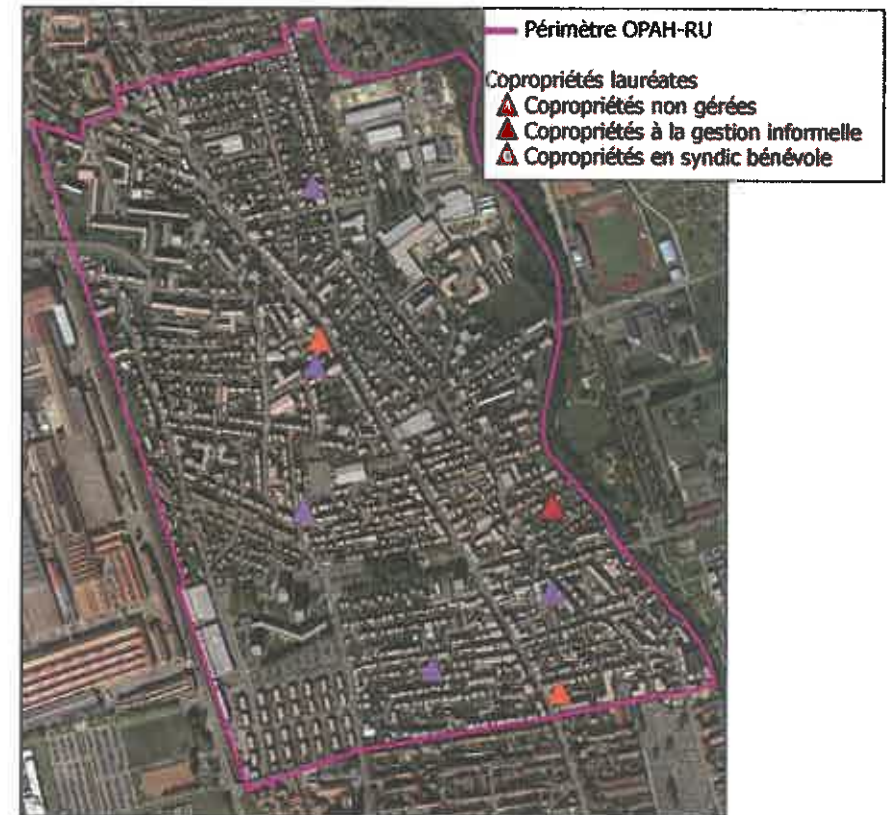 Périmètre OPAH-RU
Copropriétés lauréates
Copropriétés non gérées
Copropriétés à la gestion informelle
Copropriétés en syndic bénévole